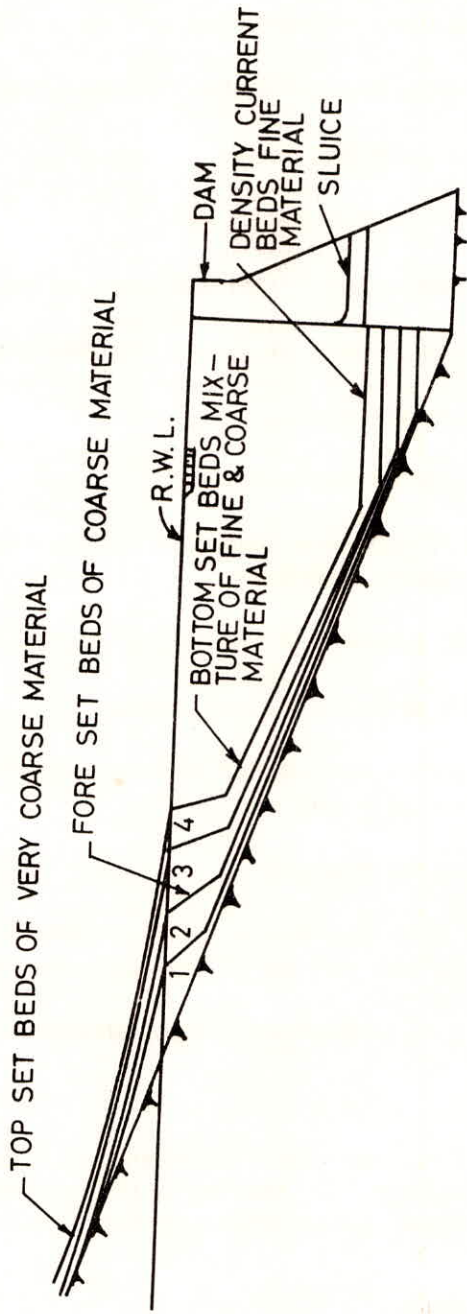 TOP SET BEDS OF VERY COARSE MATERIAL
FORE SET BEDS OF COARSE MATERIAL
R.W.L.
DAM
DENSITY CURRENT
BEDS FINE
MATERIAL
SLUICE
BOTTOM SET BEDS MIX-
TURE OF FINE & COARSE
MATERIAL
1
2
3
4